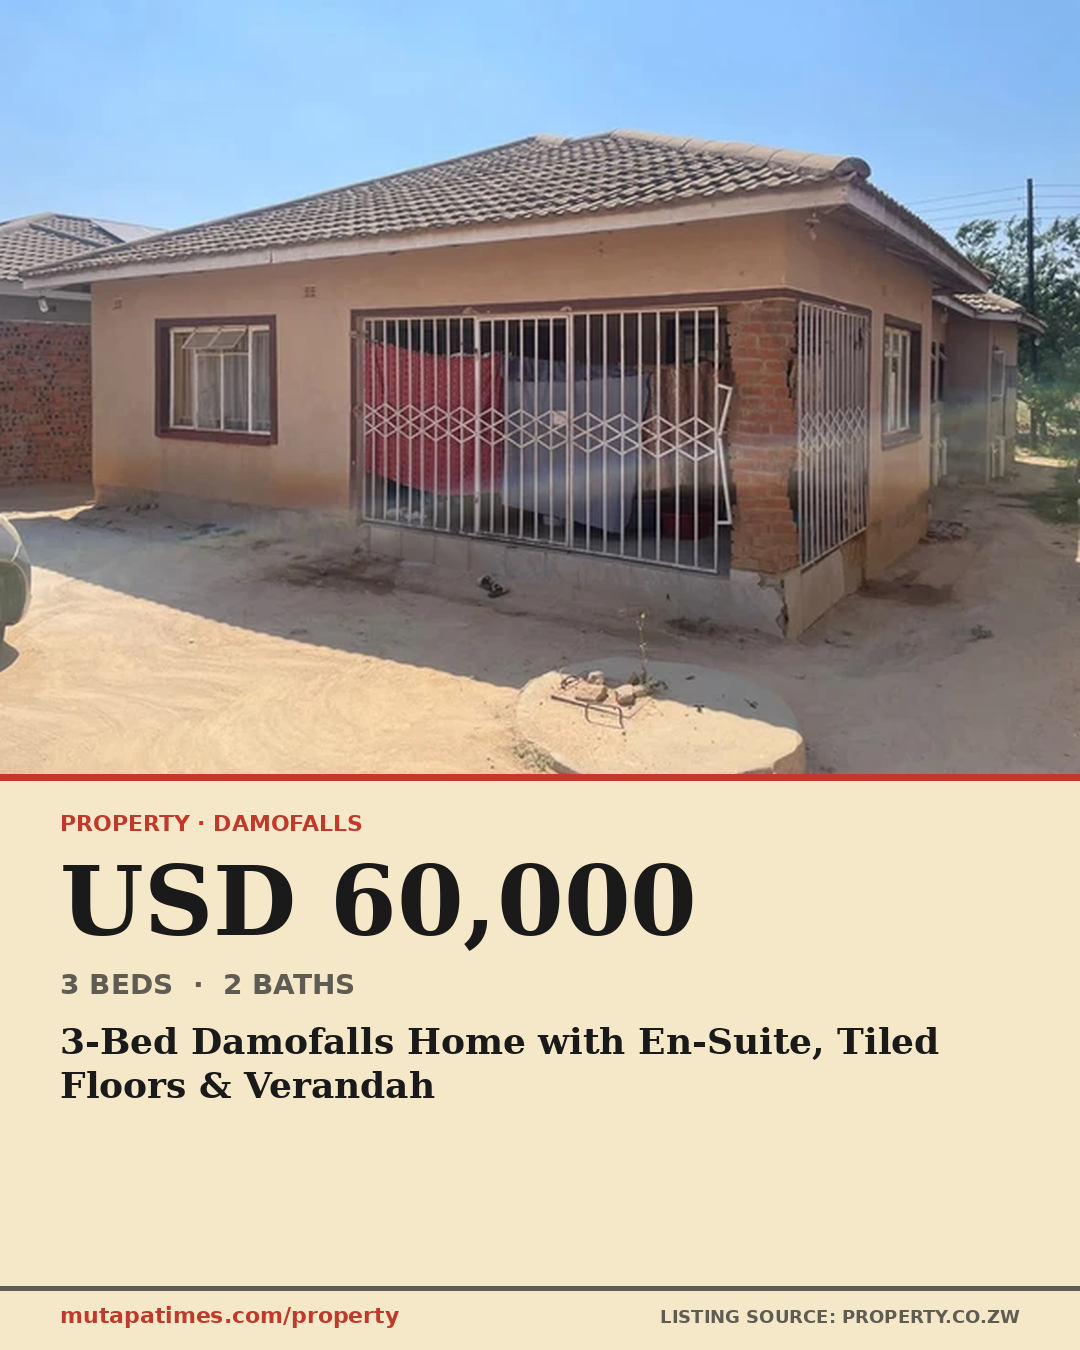 PROPERTY · DAMOFALLS
USD 60,000
3 BEDS · 2 BATHS
3-Bed Damofalls Home with En-Suite, Tiled
Floors & Verandah
mutapatimes.com/property
LISTING SOURCE: PROPERTY.CO.ZW